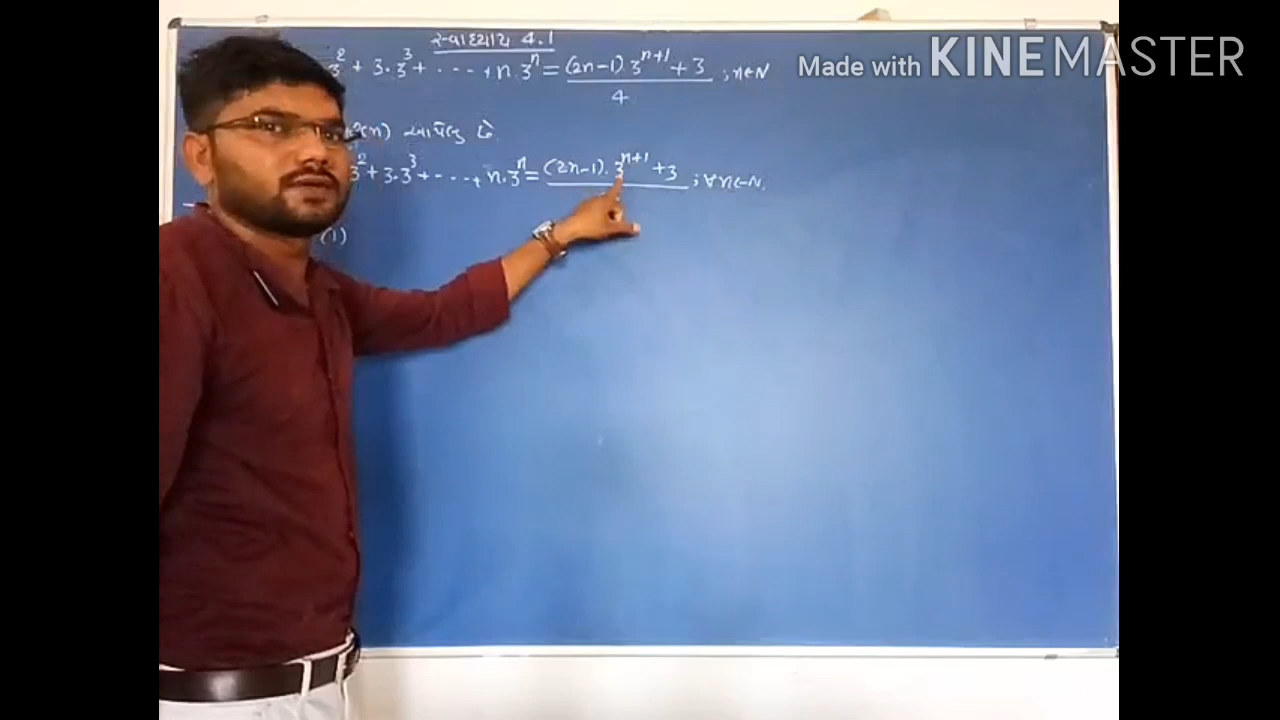 Made with KINEMASTER
સ્વાધ્યાય 4.1
3² + 3·3³ + ---- + n·3ⁿ = (2n-1)·3ⁿ⁺¹ + 3 / 4 ; n∈N
P(n) આપેલું છે
3² + 3·3³ + ---- + n·3ⁿ = (2n-1)·3ⁿ⁺¹ + 3 ; ∀n∈N.
(1)